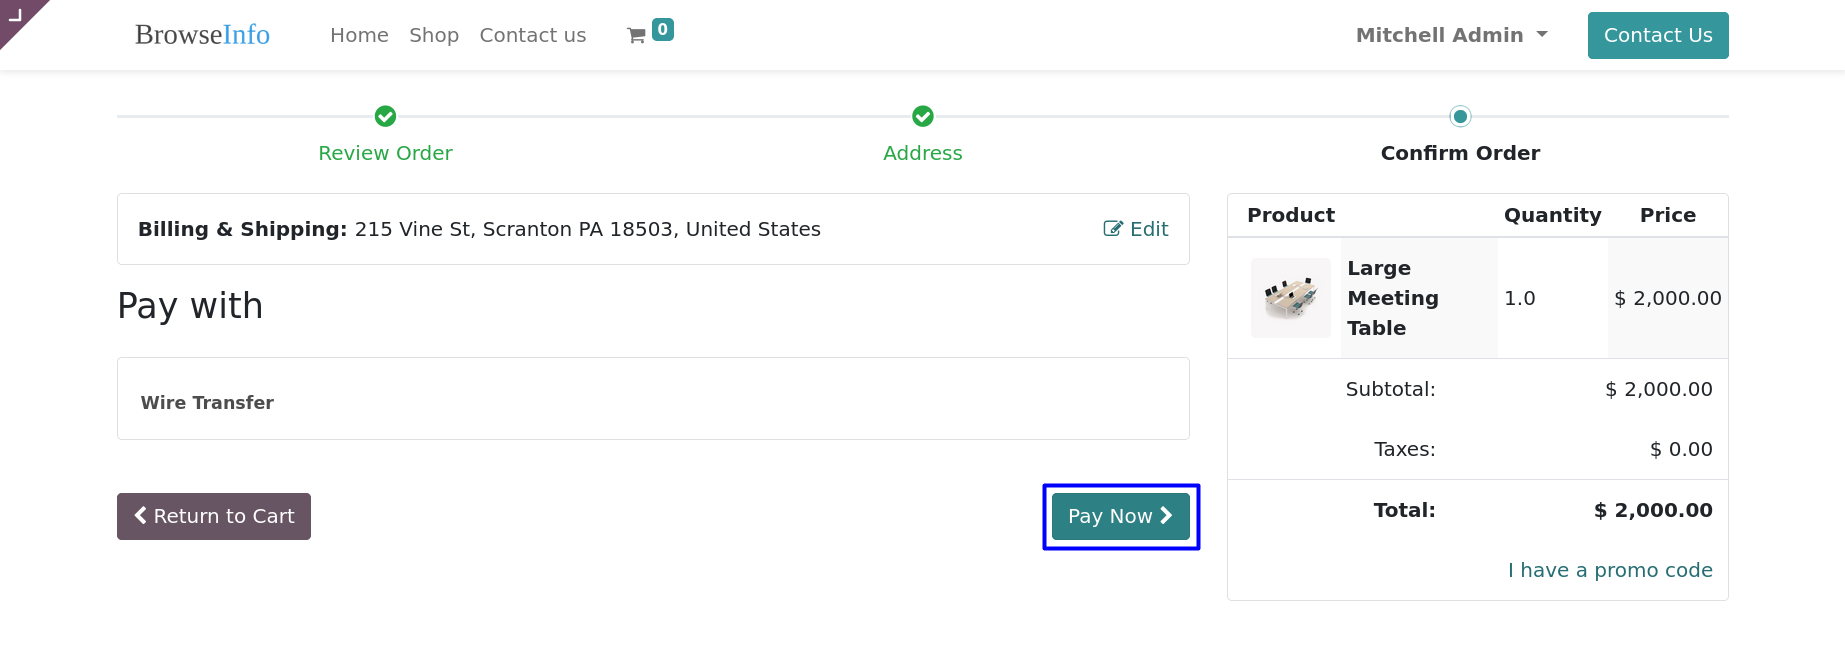 BrowseInfo Home Shop Contact us 0 Mitchell Admin Contact Us
Review Order Address Confirm Order
Billing & Shipping: 215 Vine St, Scranton PA 18503, United States Edit
Pay with
Wire Transfer
Return to Cart
Pay Now
Product Quantity Price
Large
Meeting
Table
1.0 $ 2,000.00
Subtotal: $ 2,000.00
Taxes: $ 0.00
Total: $ 2,000.00
I have a promo code